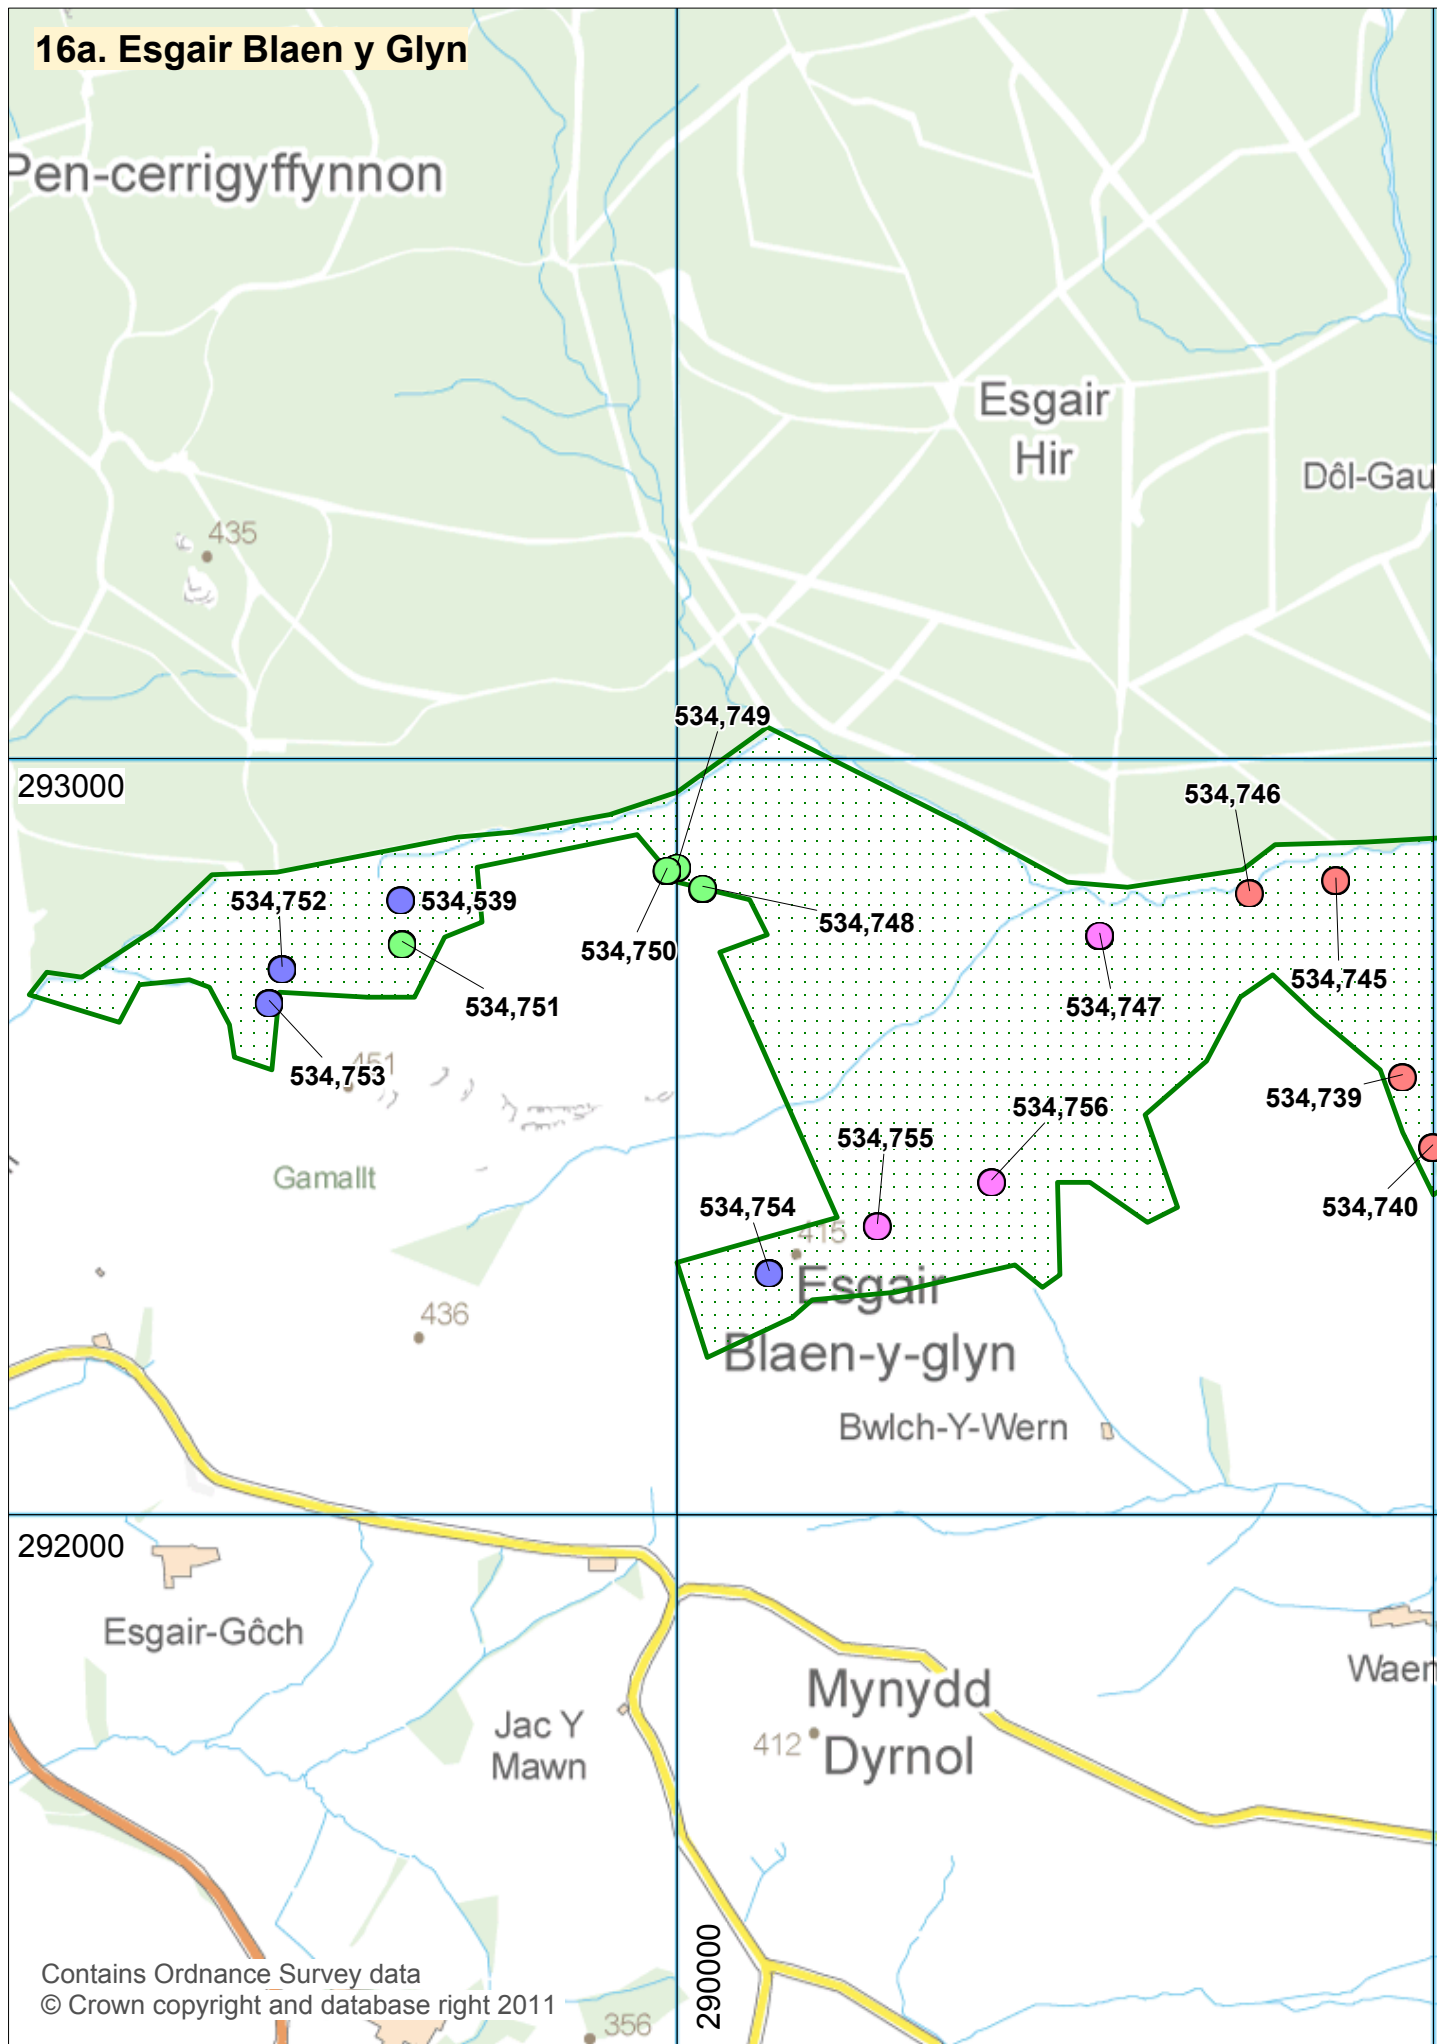 16a. Esgair Blaen y Glyn
Pen-cerrigyffynnon
Esgair
Hir
Dôl-Gau
435
534,749
293000
534,746
534,752
534,539
534,748
534,750
534,745
534,751
534,747
451
534,753
534,739
534,756
534,755
Gamallt
534,754
534,740
415
Esgair
436
Blaen-y-glyn
Bwlch-Y-Wern
292000
Esgair-Gôch
Waen
Mynydd
Jac Y
412
Dyrnol
Mawn
290000
Contains Ordnance Survey data
© Crown copyright and database right 2011
356